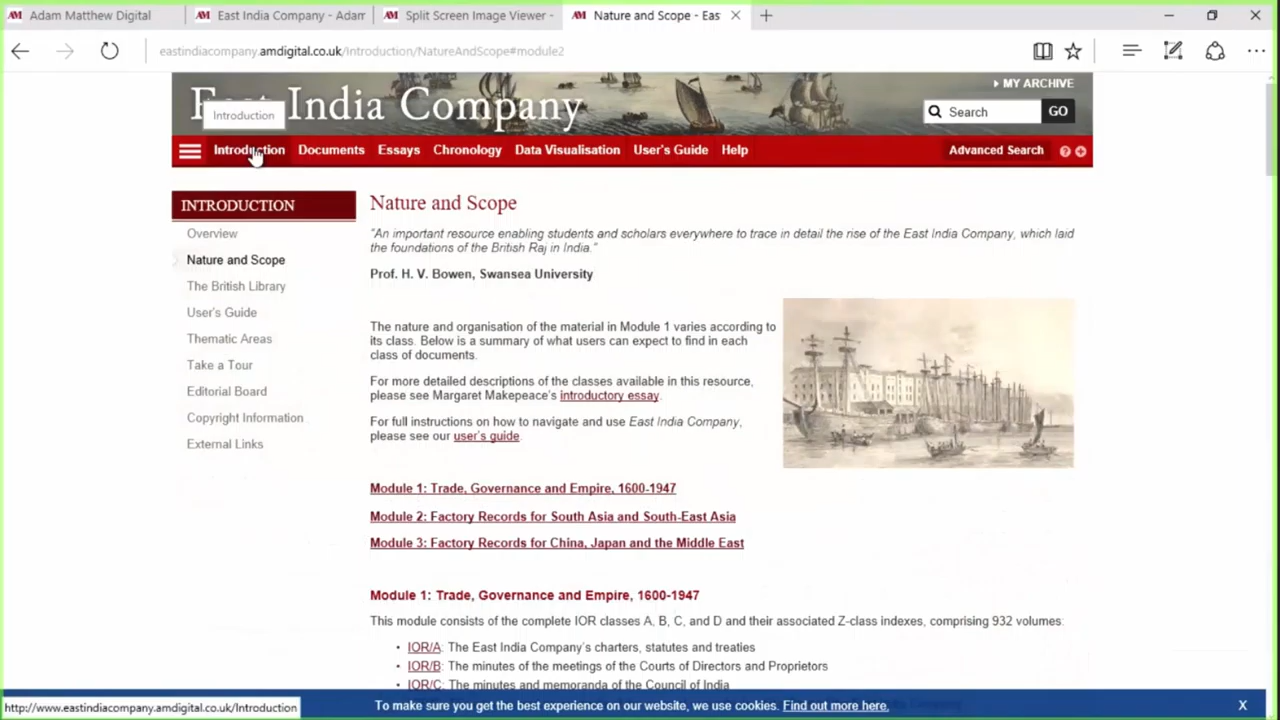 Adam Matthew Digital
East India Company - Adam
Split Screen Image Viewer -
Nature and Scope - Eas
eastindiacompany.amdigital.co.uk/Introduction/NatureAndScope#module2
MY ARCHIVE
East India Company
Introduction
Search
GO
Introduction Documents Essays Chronology Data Visualisation User's Guide Help Advanced Search
INTRODUCTION
Overview
Nature and Scope
The British Library
User's Guide
Thematic Areas
Take a Tour
Editorial Board
Copyright Information
External Links
Nature and Scope
"An important resource enabling students and scholars everywhere to trace in detail the rise of the East India Company, which laid
the foundations of the British Raj in India."
Prof. H. V. Bowen, Swansea University
The nature and organisation of the material in Module 1 varies according to
its class. Below is a summary of what users can expect to find in each
class of documents.
For more detailed descriptions of the classes available in this resource,
please see Margaret Makepeace's introductory essay.
For full instructions on how to navigate and use East India Company,
please see our user's guide.
Module 1: Trade, Governance and Empire, 1600-1947
Module 2: Factory Records for South Asia and South-East Asia
Module 3: Factory Records for China, Japan and the Middle East
Module 1: Trade, Governance and Empire, 1600-1947
This module consists of the complete IOR classes A, B, C, and D and their associated Z-class indexes, comprising 932 volumes:
• IOR/A: The East India Company's charters, statutes and treaties
• IOR/B: The minutes of the meetings of the Courts of Directors and Proprietors
• IOR/C: The minutes and memoranda of the Council of India
http://www.eastindiacompany.amdigital.co.uk/Introduction
To make sure you get the best experience on our website, we use cookies. Find out more here. X